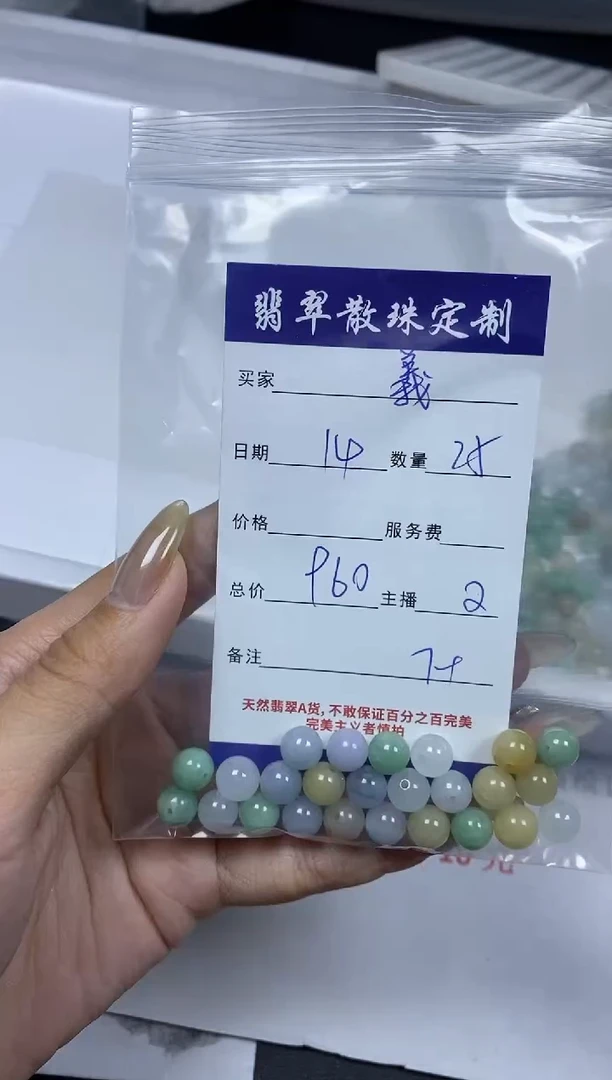 翡翠散珠定制
买家 義
日期 14 数量 25
价格 服务费
总价 960 主播 2
备注
天然翡翠A货,不敢保证百分之百完美
完美主义者慎拍
元